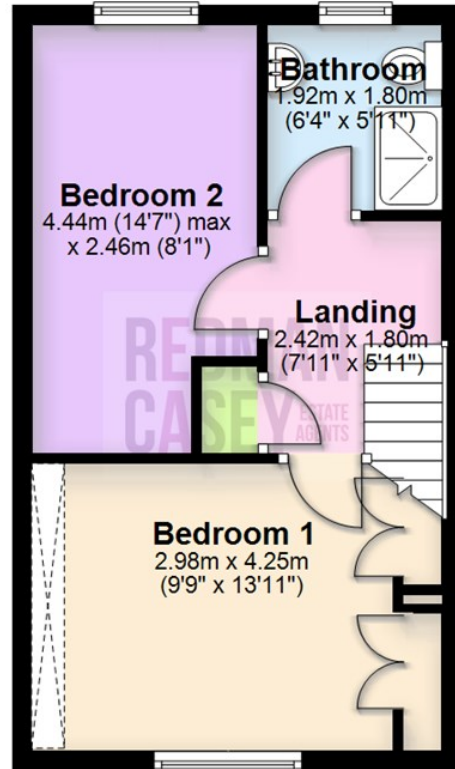 Bathroom
1.92m x 1.80m
(6'4" x 5'11")
Bedroom 2
4.44m (14'7") max
x 2.46m (8'1")
Landing
2.42m x 1.80m
(7'11" x 5'11")
REDMAN
CASEY ESTATE
AGENTS
Bedroom 1
2.98m x 4.25m
(9'9" x 13'11")